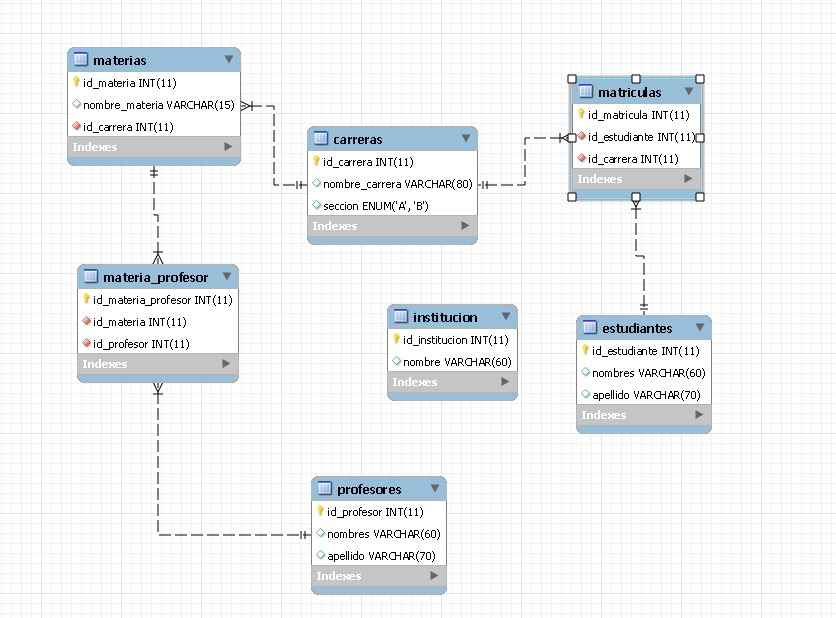 materias
id_materia INT(11)
nombre_materia VARCHAR(15)
id_carrera INT(11)
Indexes
carreras
id_carrera INT(11)
nombre_carrera VARCHAR(80)
seccion ENUM('A', 'B')
Indexes
matriculas
id_matricula INT(11)
id_estudiante INT(11)
id_carrera INT(11)
Indexes
materia_profesor
id_materia_profesor INT(11)
id_materia INT(11)
id_profesor INT(11)
Indexes
institucion
id_institucion INT(11)
nombre VARCHAR(60)
Indexes
estudiantes
id_estudiante INT(11)
nombres VARCHAR(60)
apellido VARCHAR(70)
Indexes
profesores
id_profesor INT(11)
nombres VARCHAR(60)
apellido VARCHAR(70)
Indexes